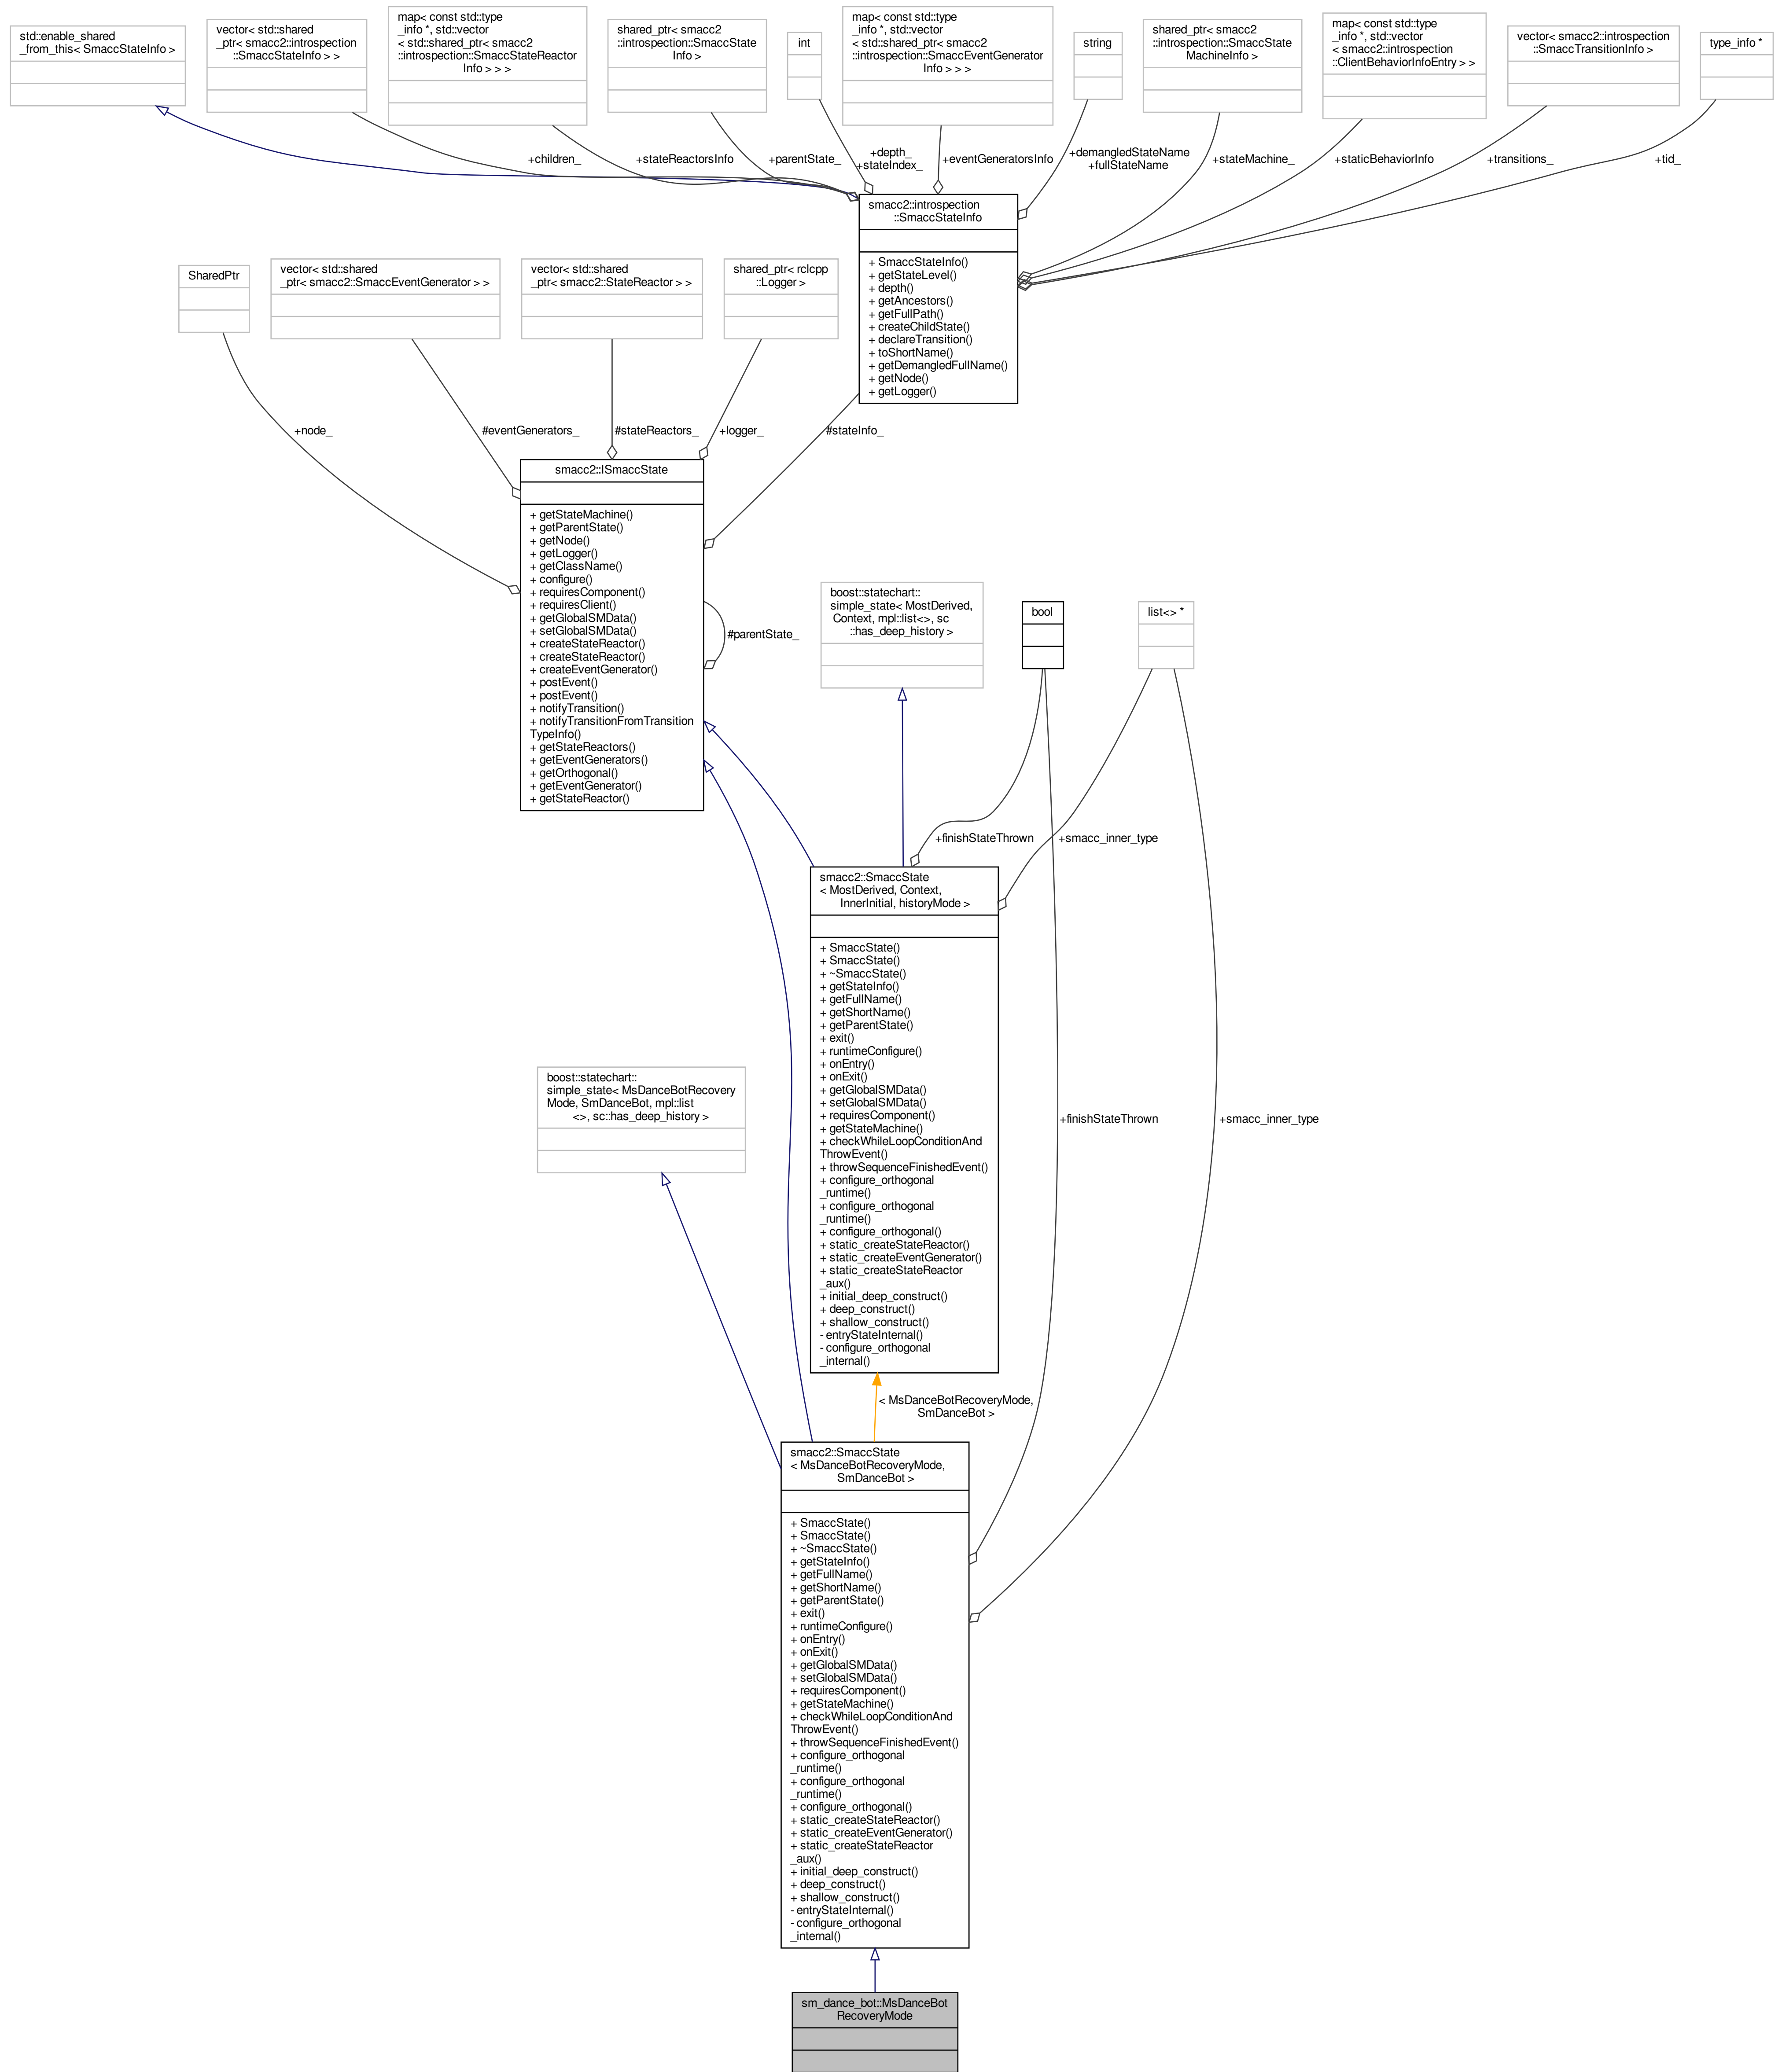 std::enable_shared
_from_this< SmaccStateInfo >
vector< std::shared
_ptr< smacc2::introspection
::SmaccStateInfo > >
map< const std::type
_info *, std::vector
< std::shared_ptr< smacc2
::introspection::SmaccStateReactor
Info > > >
shared_ptr< smacc2
::introspection::SmaccState
Info >
int
map< const std::type
_info *, std::vector
< std::shared_ptr< smacc2
::introspection::SmaccEventGenerator
Info > > >
string
shared_ptr< smacc2
::introspection::SmaccState
MachineInfo >
map< const std::type
_info *, std::vector
< smacc2::introspection
::ClientBehaviorInfoEntry > >
vector< smacc2::introspection
::SmaccTransitionInfo >
type_info *
+children_
+stateReactorsInfo
+parentState_
+depth_
+stateIndex_
+eventGeneratorsInfo
+demangledStateName
+fullStateName
+stateMachine_
+staticBehaviorInfo
+transitions_
+tid_
smacc2::introspection
::SmaccStateInfo
+ SmaccStateInfo()
+ getStateLevel()
+ depth()
+ getAncestors()
+ getFullPath()
+ createChildState()
+ declareTransition()
+ toShortName()
+ getDemangledFullName()
+ getNode()
+ getLogger()
SharedPtr
vector< std::shared
_ptr< smacc2::SmaccEventGenerator > >
vector< std::shared
_ptr< smacc2::StateReactor > >
shared_ptr< rclcpp
::Logger >
+node_
#eventGenerators_
#stateReactors_
+logger_
#stateInfo_
smacc2::ISmaccState
+ getStateMachine()
+ getParentState()
+ getNode()
+ getLogger()
+ getClassName()
+ configure()
+ requiresComponent()
+ requiresClient()
+ getGlobalSMData()
+ setGlobalSMData()
+ createStateReactor()
+ createStateReactor()
+ createEventGenerator()
+ postEvent()
+ postEvent()
+ notifyTransition()
+ notifyTransitionFromTransition
TypeInfo()
+ getStateReactors()
+ getEventGenerators()
+ getOrthogonal()
+ getEventGenerator()
+ getStateReactor()
#parentState_
boost::statechart::
simple_state< MostDerived,
Context, mpl::list<>, sc
::has_deep_history >
bool
list<> *
+finishStateThrown
+smacc_inner_type
smacc2::SmaccState
< MostDerived, Context,
InnerInitial, historyMode >
+ SmaccState()
+ SmaccState()
+ ~SmaccState()
+ getStateInfo()
+ getFullName()
+ getShortName()
+ getParentState()
+ exit()
+ runtimeConfigure()
+ onEntry()
+ onExit()
+ getGlobalSMData()
+ setGlobalSMData()
+ requiresComponent()
+ getStateMachine()
+ checkWhileLoopConditionAnd
ThrowEvent()
+ throwSequenceFinishedEvent()
+ configure_orthogonal
_runtime()
+ configure_orthogonal
_runtime()
+ configure_orthogonal()
+ static_createStateReactor()
+ static_createEventGenerator()
+ static_createStateReactor
_aux()
+ initial_deep_construct()
+ deep_construct()
+ shallow_construct()
- entryStateInternal()
- configure_orthogonal
_internal()
boost::statechart::
simple_state< MsDanceBotRecovery
Mode, SmDanceBot, mpl::list
<>, sc::has_deep_history >
+finishStateThrown
+smacc_inner_type
< MsDanceBotRecoveryMode,
SmDanceBot >
smacc2::SmaccState
< MsDanceBotRecoveryMode,
SmDanceBot >
+ SmaccState()
+ SmaccState()
+ ~SmaccState()
+ getStateInfo()
+ getFullName()
+ getShortName()
+ getParentState()
+ exit()
+ runtimeConfigure()
+ onEntry()
+ onExit()
+ getGlobalSMData()
+ setGlobalSMData()
+ requiresComponent()
+ getStateMachine()
+ checkWhileLoopConditionAnd
ThrowEvent()
+ throwSequenceFinishedEvent()
+ configure_orthogonal
_runtime()
+ configure_orthogonal
_runtime()
+ configure_orthogonal()
+ static_createStateReactor()
+ static_createEventGenerator()
+ static_createStateReactor
_aux()
+ initial_deep_construct()
+ deep_construct()
+ shallow_construct()
- entryStateInternal()
- configure_orthogonal
_internal()
sm_dance_bot::MsDanceBot
RecoveryMode